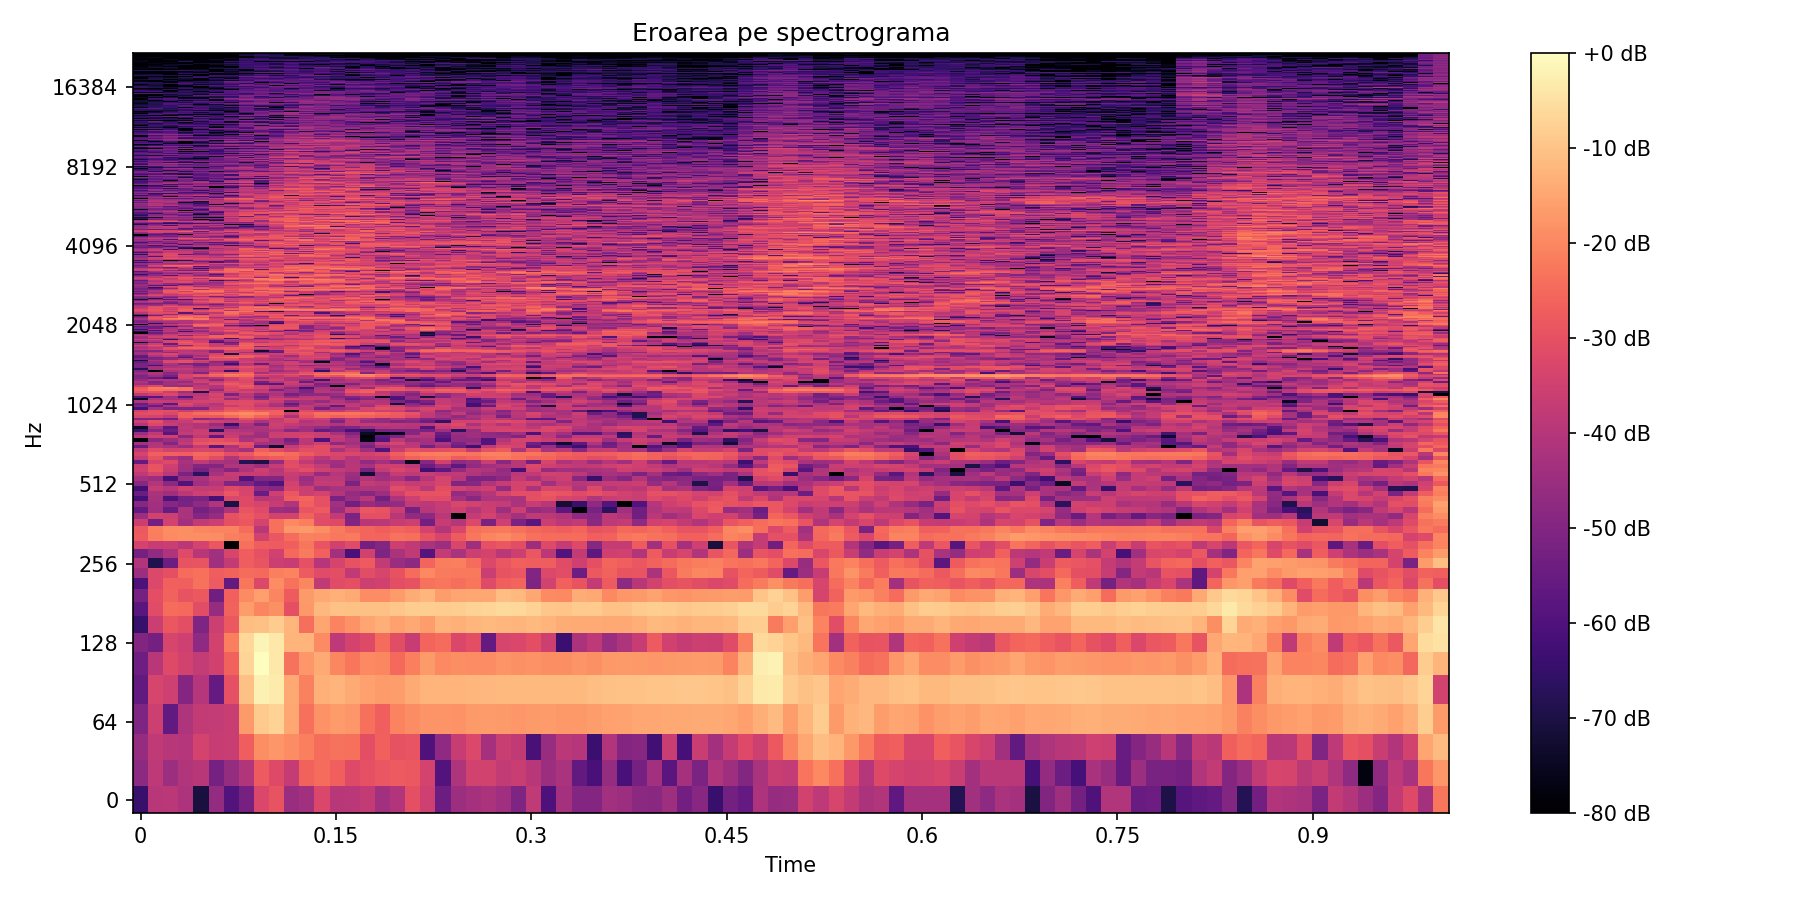 Eroarea pe spectrograma
Hz
16384
8192
4096
2048
1024
512
256
128
64
0
0 0.15 0.3 0.45 0.6 0.75 0.9
Time
+0 dB
-10 dB
-20 dB
-30 dB
-40 dB
-50 dB
-60 dB
-70 dB
-80 dB